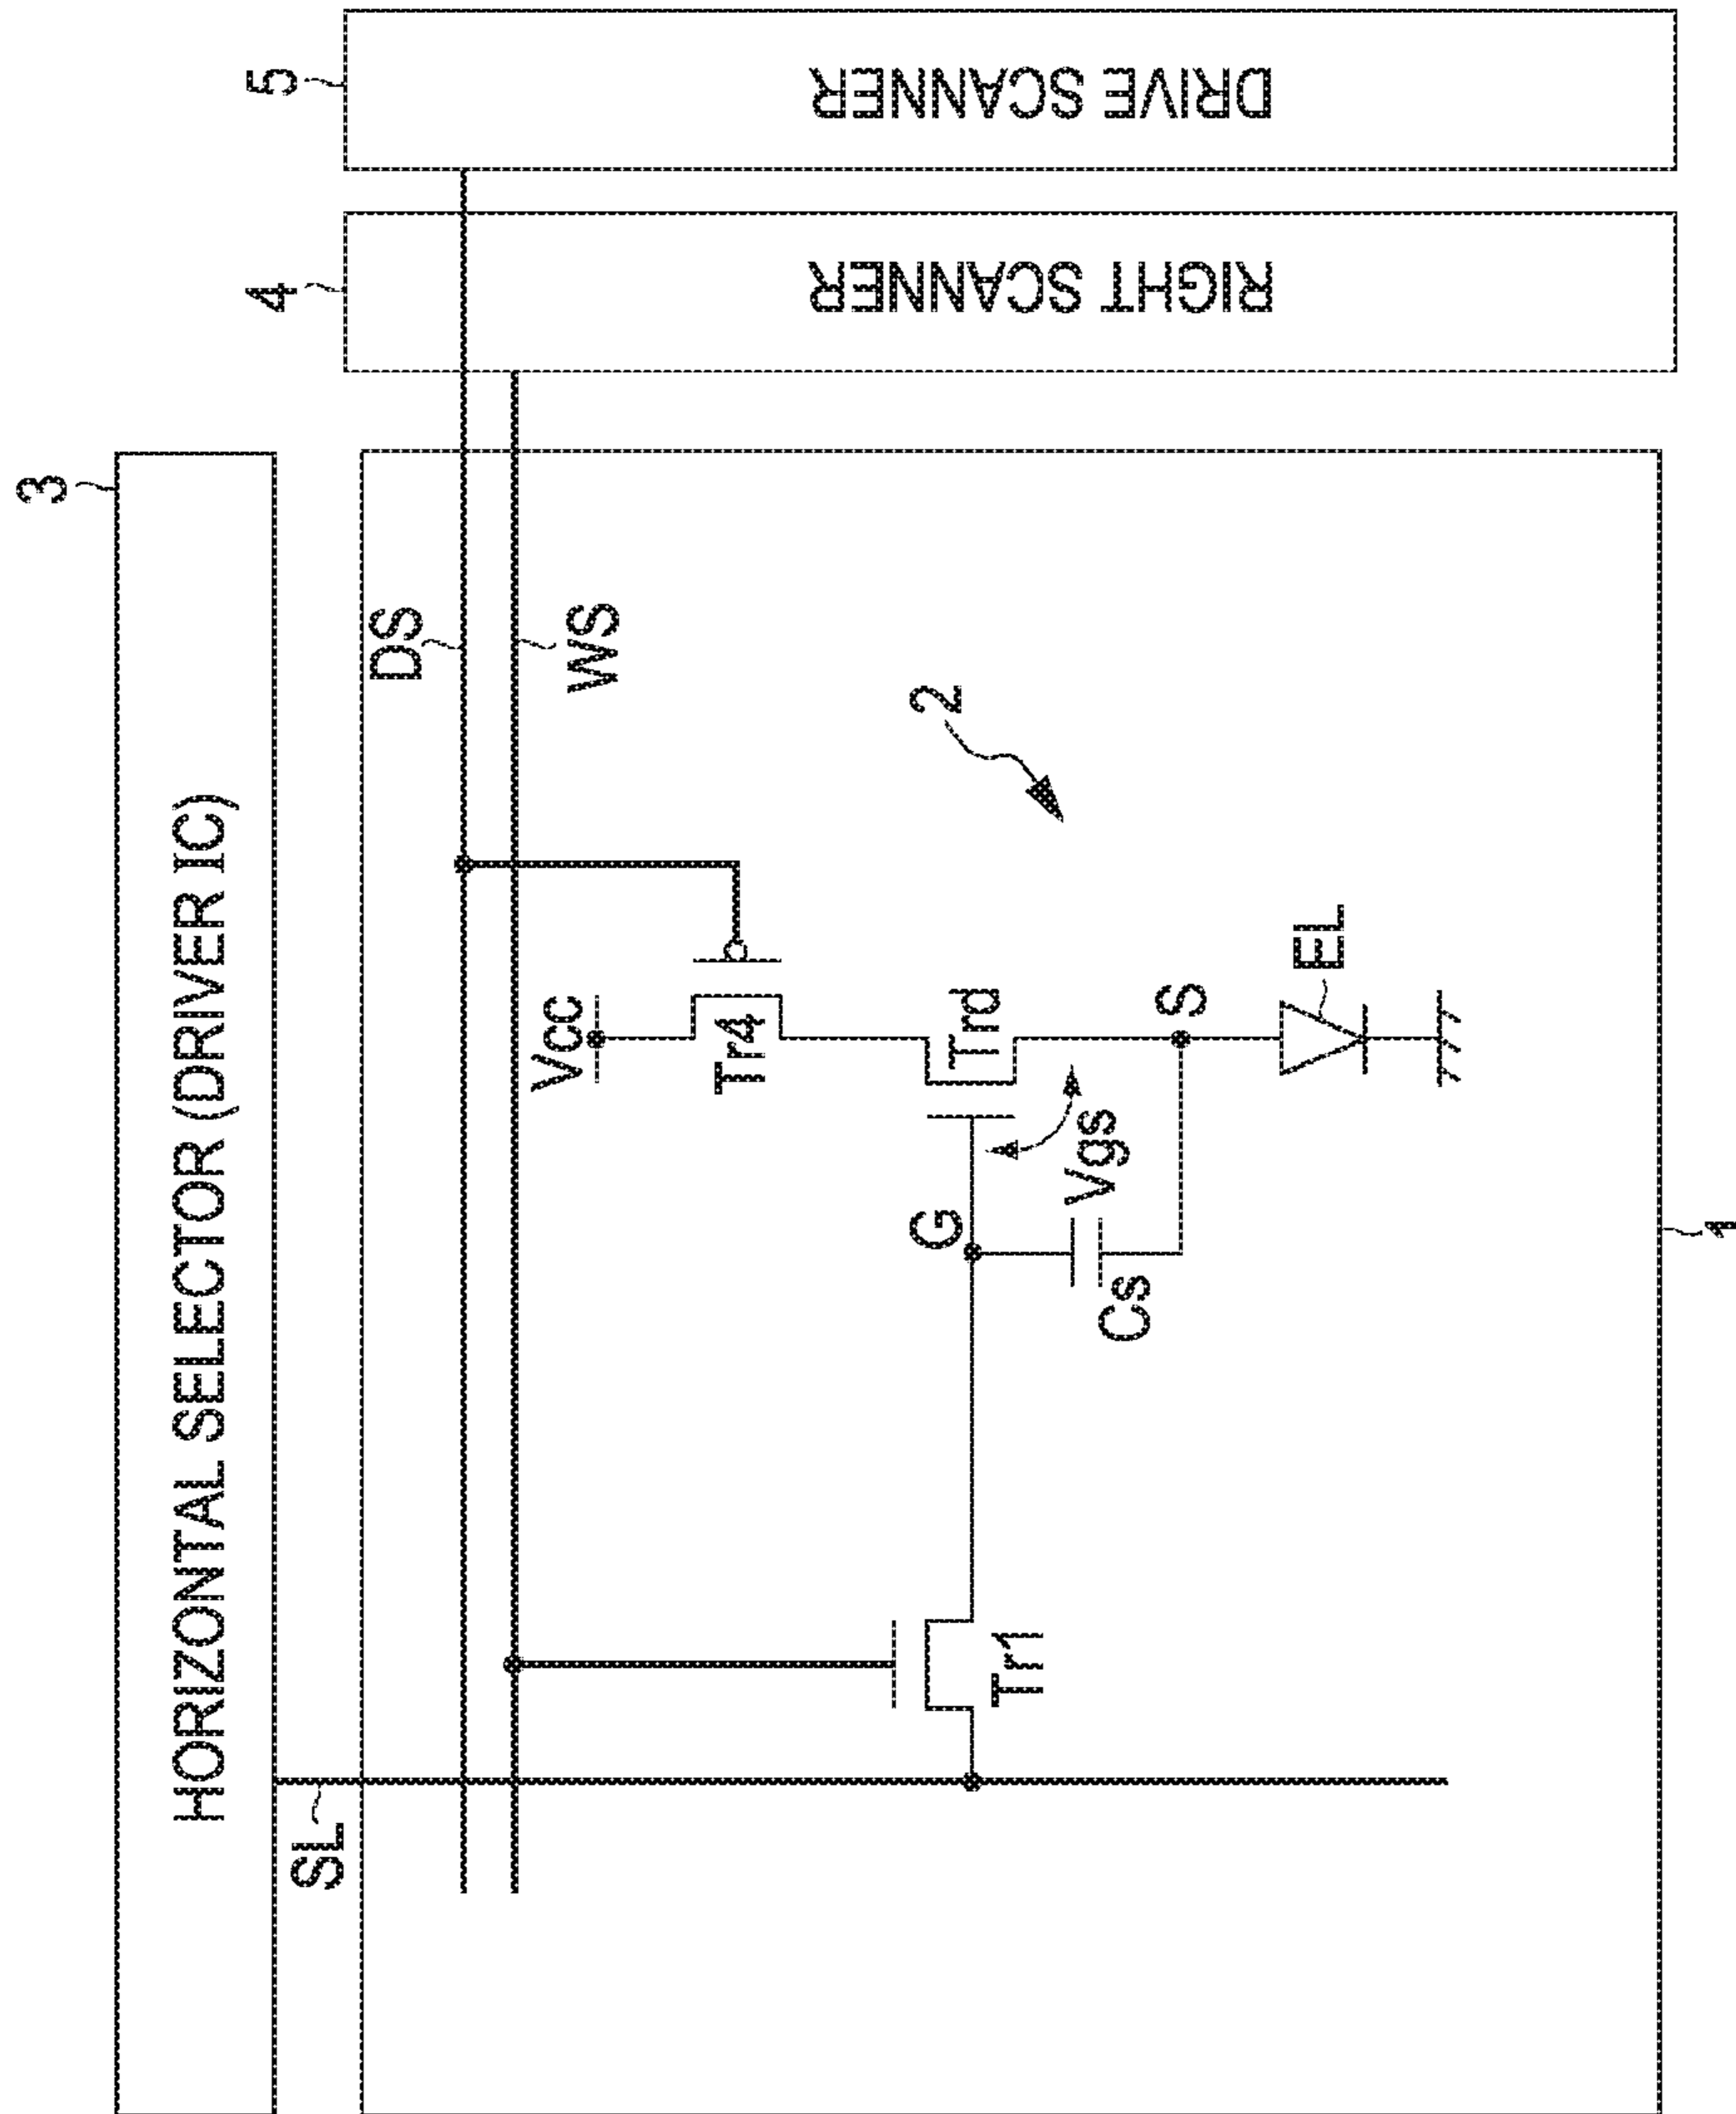 3
HORIZONTAL SELECTOR (DRIVER IC)
SL
DS
WS
4
RIGHT SCANNER
5
DRIVE SCANNER
Vcc
Tr4
2
Tr1
G
Trd
Vgs
Cs
S
EL
1